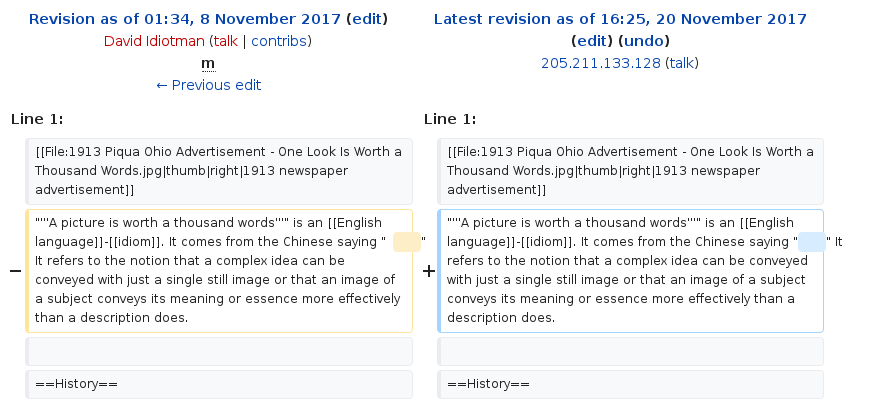 Revision as of 01:34, 8 November 2017 (edit)
David Idiotman (talk | contribs)
m
← Previous edit
Latest revision as of 16:25, 20 November 2017
(edit) (undo)
205.211.133.128 (talk)
Line 1:
Line 1:
[[File:1913 Piqua Ohio Advertisement - One Look Is Worth a
Thousand Words.jpg|thumb|right|1913 newspaper
advertisement]]
[[File:1913 Piqua Ohio Advertisement - One Look Is Worth a
Thousand Words.jpg|thumb|right|1913 newspaper
advertisement]]
−
"'''A picture is worth a thousand words'''" is an [[English
language]]-[[idiom]]. It comes from the Chinese saying " "
It refers to the notion that a complex idea can be
conveyed with just a single still image or that an image of
a subject conveys its meaning or essence more effectively
than a description does.
+
"'''A picture is worth a thousand words'''" is an [[English
language]]-[[idiom]]. It comes from the Chinese saying " " It
refers to the notion that a complex idea can be conveyed
with just a single still image or that an image of a subject
conveys its meaning or essence more effectively than a
description does.
==History==
==History==